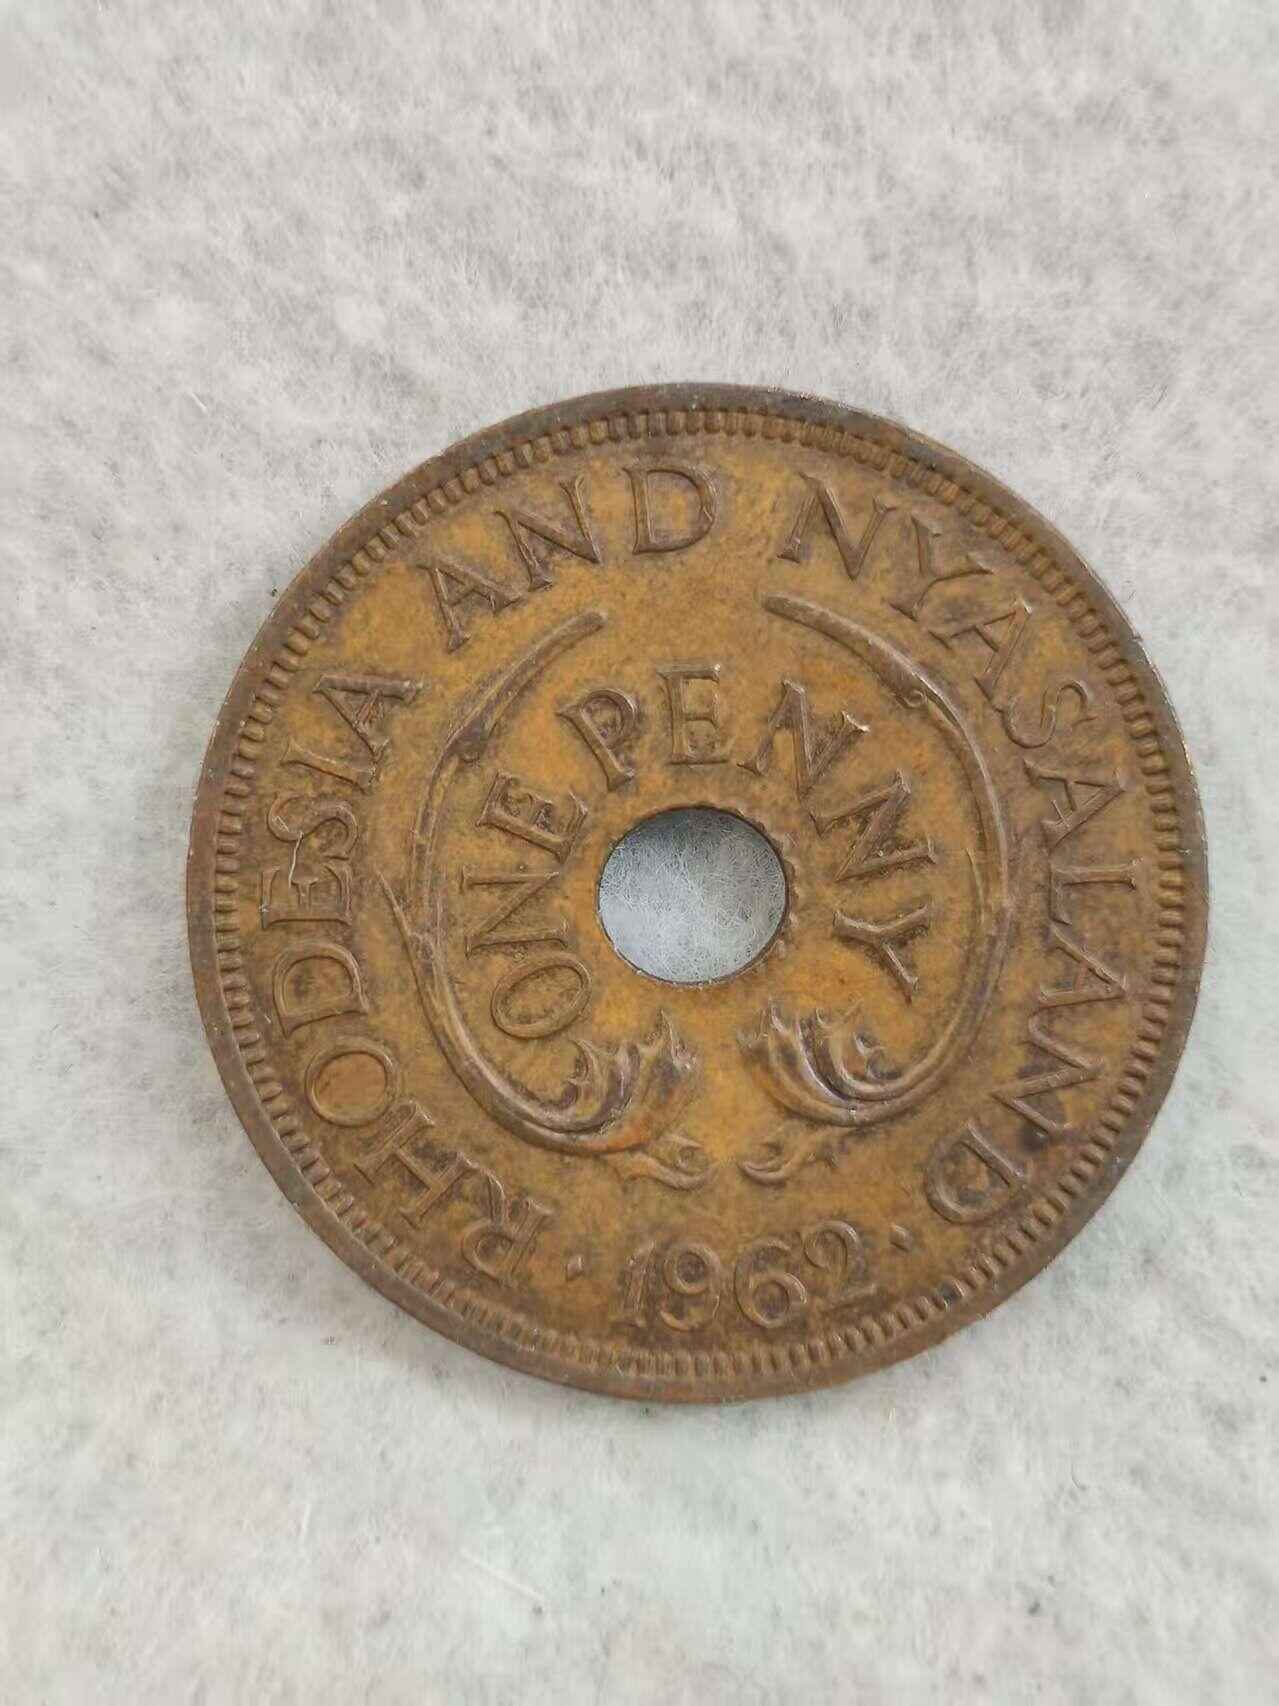 · RHODESIA AND NYASALAND ·
ONE PENNY
1962